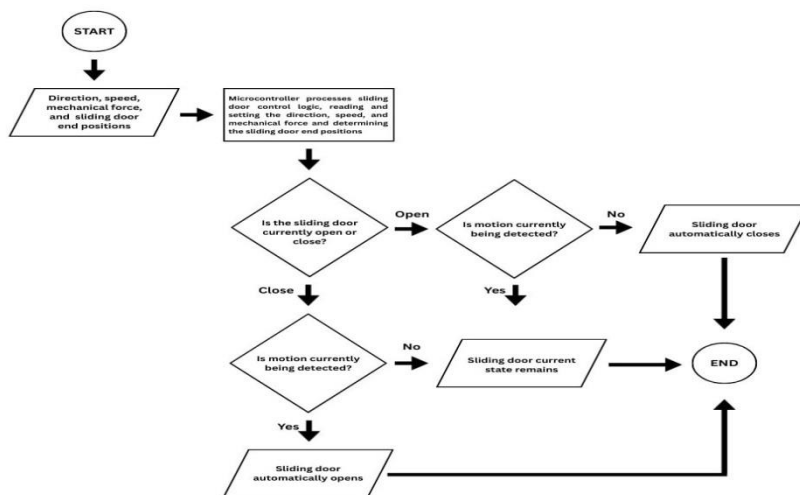 START
Direction, speed,
mechanical force,
and sliding door
end positions
Microcontroller processes sliding
door control logic, reading and
setting the direction, speed, and
mechanical force and determining
the sliding door end positions
Is the sliding door
currently open or
close?
Open
Is motion currently
being detected?
No
Sliding door
automatically closes
Close
Yes
Is motion currently
being detected?
No
Sliding door current
state remains
END
Yes
Sliding door
automatically opens